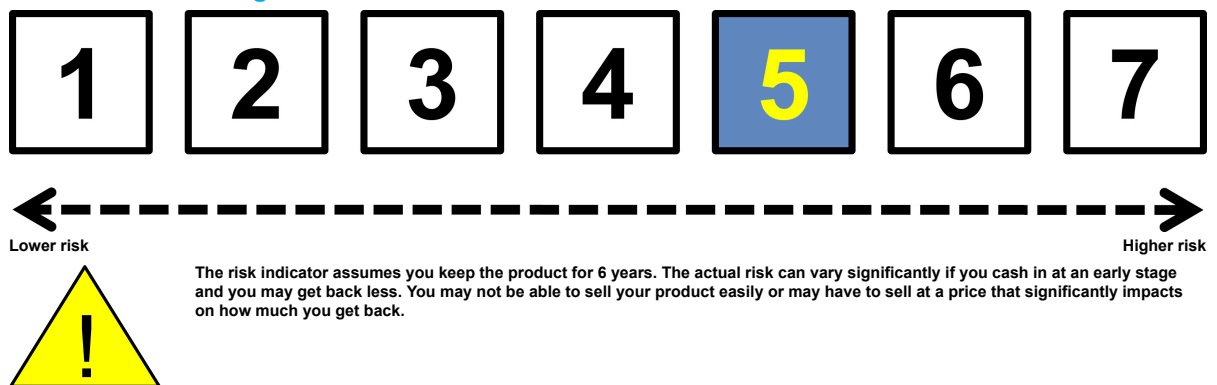 1 2 3 4 5 6 7
Lower risk Higher risk
The risk indicator assumes you keep the product for 6 years. The actual risk can vary significantly if you cash in at an early stage
and you may get back less. You may not be able to sell your product easily or may have to sell at a price that significantly impacts
on how much you get back.
!